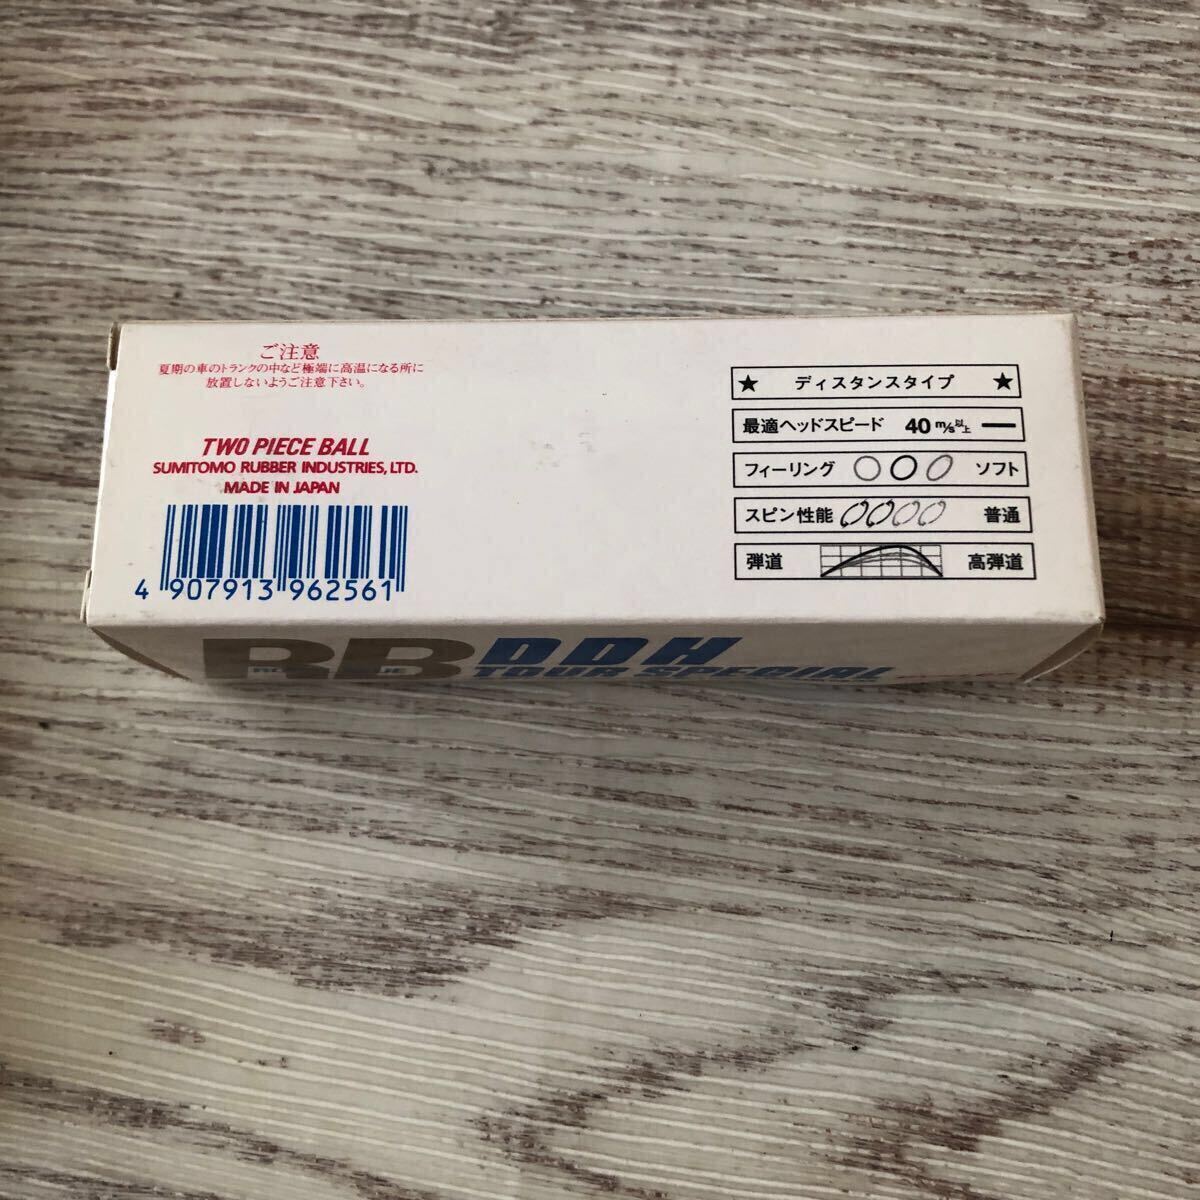 ご注意
夏期の車のトランクの中など極端に高温になる所に
放置しないようご注意下さい。
TWO PIECE BALL
SUMITOMO RUBBER INDUSTRIES, LTD.
MADE IN JAPAN
4 907913 962561
★ ディスタンスタイプ ★
最適ヘッドスピード 40 m/s以上
フィーリング ソフト
スピン性能 普通
弾道 高弾道
RB DDH
TOUR SPECIAL